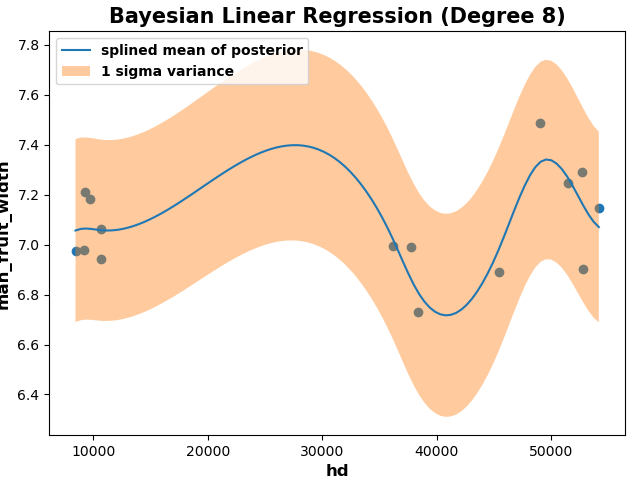 Bayesian Linear Regression (Degree 8)
splined mean of posterior
1 sigma variance
7.8
7.6
7.4
7.2
7.0
6.8
6.6
6.4
man_fruit_width
10000 20000 30000 40000 50000
hd